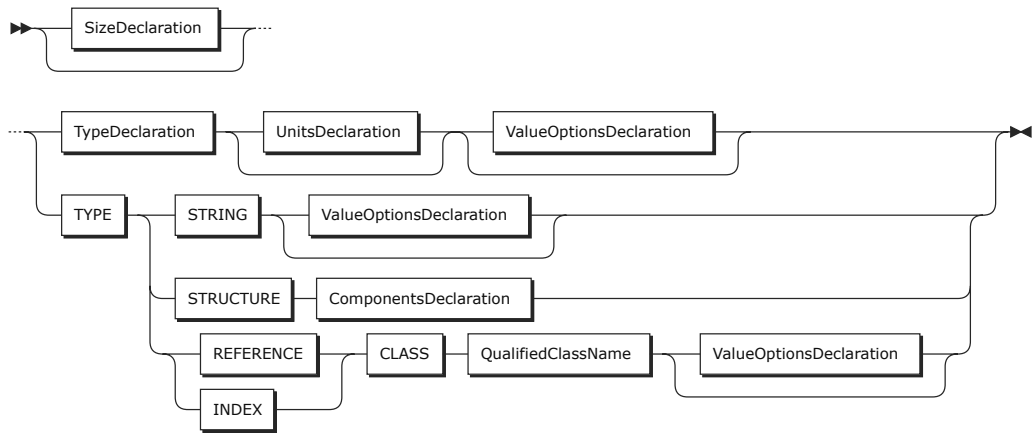 SizeDeclaration
TypeDeclaration UnitsDeclaration ValueOptionsDeclaration
TYPE STRING ValueOptionsDeclaration
STRUCTURE ComponentsDeclaration
REFERENCE CLASS QualifiedClassName ValueOptionsDeclaration
INDEX